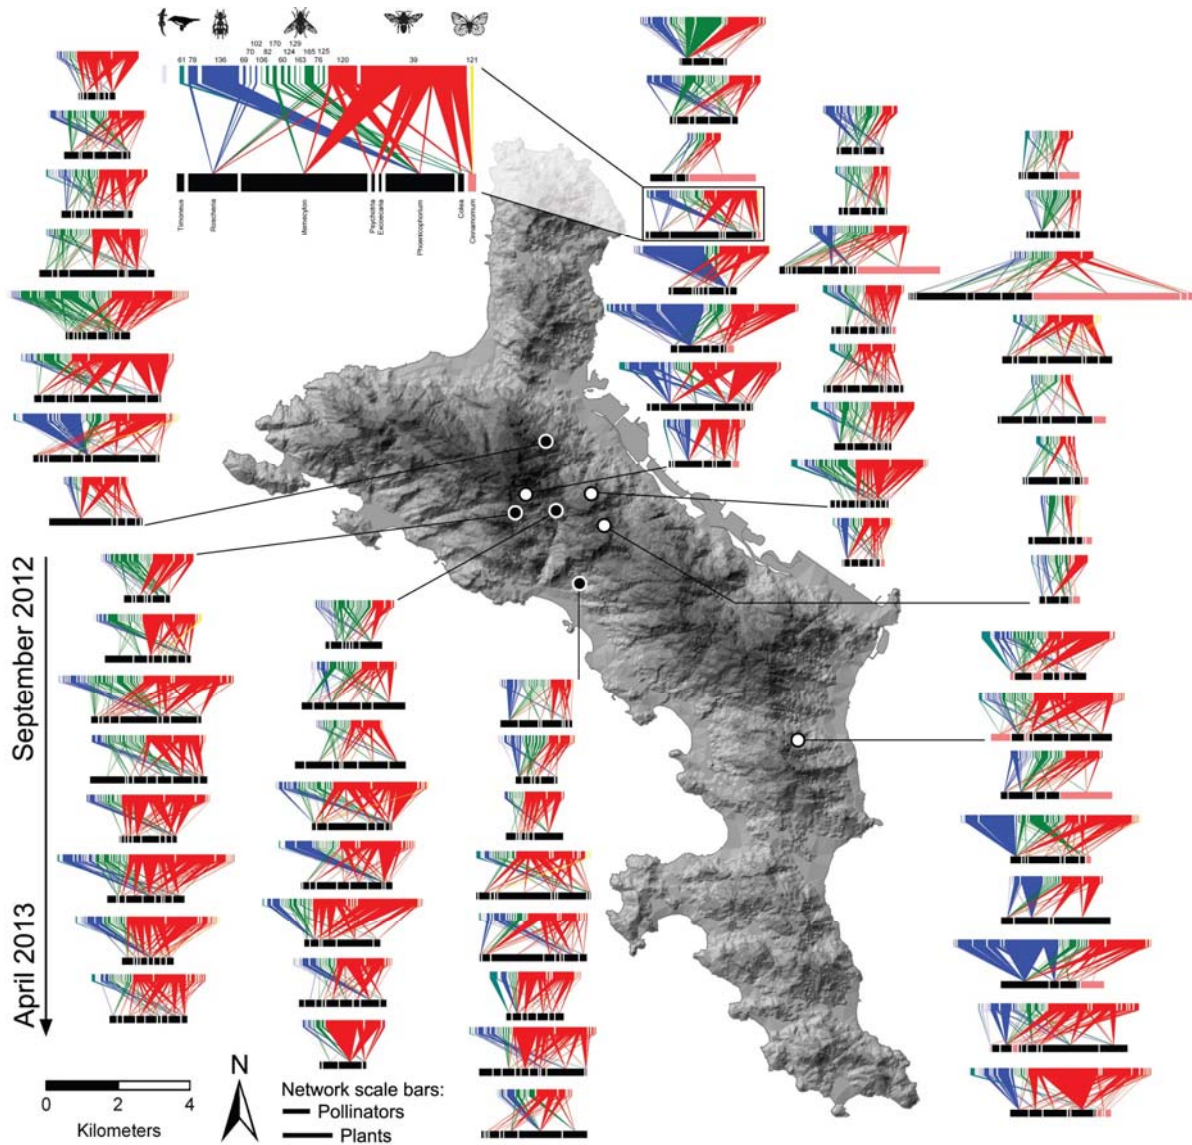 102 129
70 170 165 125
82 124
61 79 136 69 106 60 163 76 120 39 121
Timonius
Roscheria
Memecylon
Psychotria
Excoecaria
Phoenicophorium
Colea
Cinnamomum
September 2012
April 2013
N
0 2 4
Kilometers
Network scale bars:
Pollinators
Plants